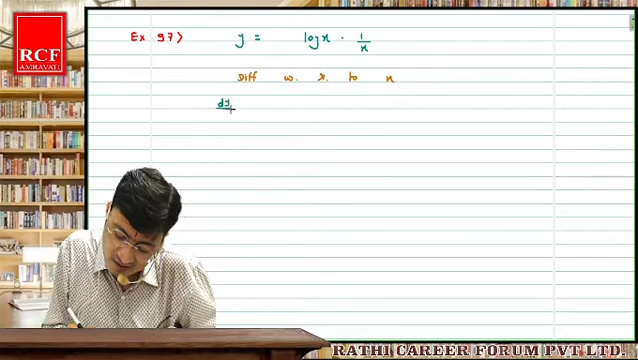 RCF
AMRAVATI
Ex 97) y = log x · 1/x
Diff w. r. to x
dy
RATHI CAREER FORUM PVT LTD.